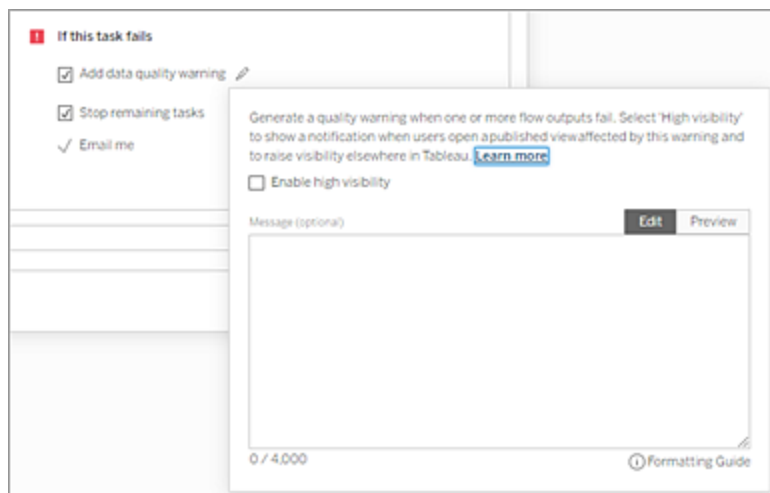 If this task fails
Add data quality warning
Stop remaining tasks
Email me
Generate a quality warning when one or more flow outputs fail. Select 'High visibility'
to show a notification when users open a published view affected by this warning and
to raise visibility elsewhere in Tableau. Learn more
Enable high visibility
Message (optional)
Edit
Preview
0 / 4,000
Formatting Guide